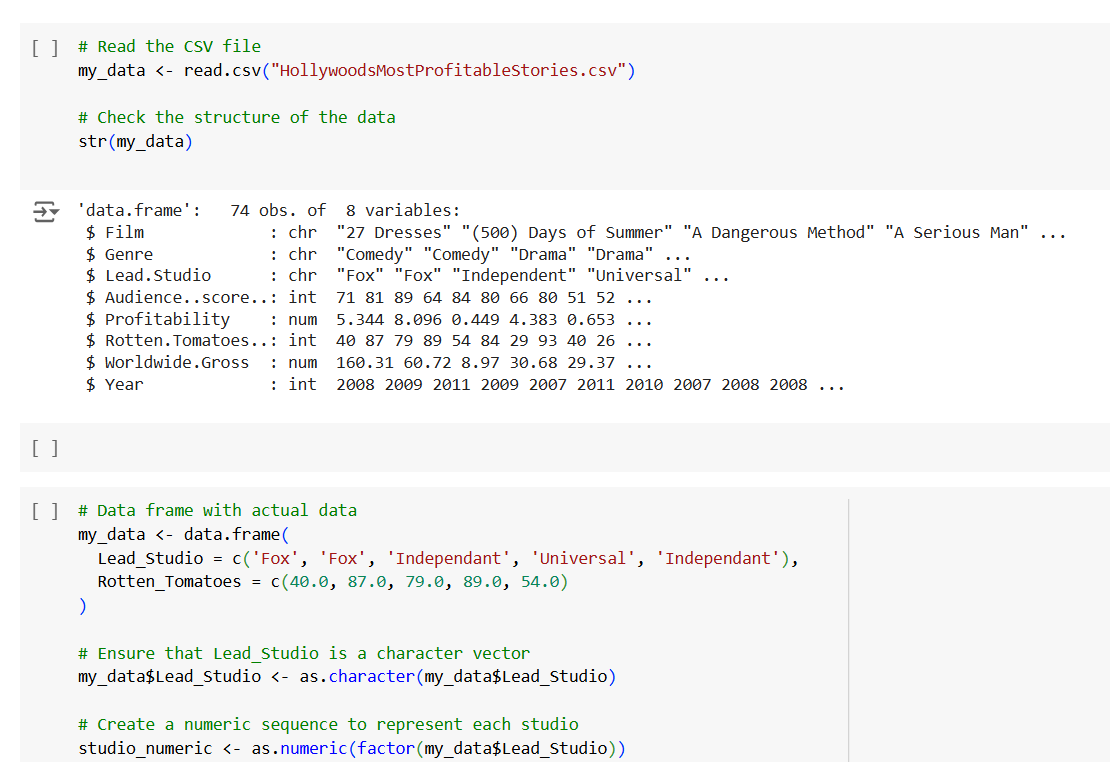 [ ] # Read the CSV file
my_data <- read.csv("HollywoodsMostProfitableStories.csv")
# Check the structure of the data
str(my_data)
'data.frame':   74 obs. of  8 variables:
 $ Film             : chr  "27 Dresses" "(500) Days of Summer" "A Dangerous Method" "A Serious Man" ...
 $ Genre            : chr  "Comedy" "Comedy" "Drama" "Drama" ...
 $ Lead.Studio      : chr  "Fox" "Fox" "Independent" "Universal" ...
 $ Audience..score..: int  71 81 89 64 84 80 66 80 51 52 ...
 $ Profitability    : num  5.344 8.096 0.449 4.383 0.653 ...
 $ Rotten.Tomatoes..: int  40 87 79 89 54 84 29 93 40 26 ...
 $ Worldwide.Gross  : num  160.31 60.72 8.97 30.68 29.37 ...
 $ Year             : int  2008 2009 2011 2009 2007 2011 2010 2007 2008 2008 ...
[ ]
[ ] # Data frame with actual data
my_data <- data.frame(
  Lead_Studio = c('Fox', 'Fox', 'Independant', 'Universal', 'Independant'),
  Rotten_Tomatoes = c(40.0, 87.0, 79.0, 89.0, 54.0)
)
# Ensure that Lead_Studio is a character vector
my_data$Lead_Studio <- as.character(my_data$Lead_Studio)
# Create a numeric sequence to represent each studio
studio_numeric <- as.numeric(factor(my_data$Lead_Studio))